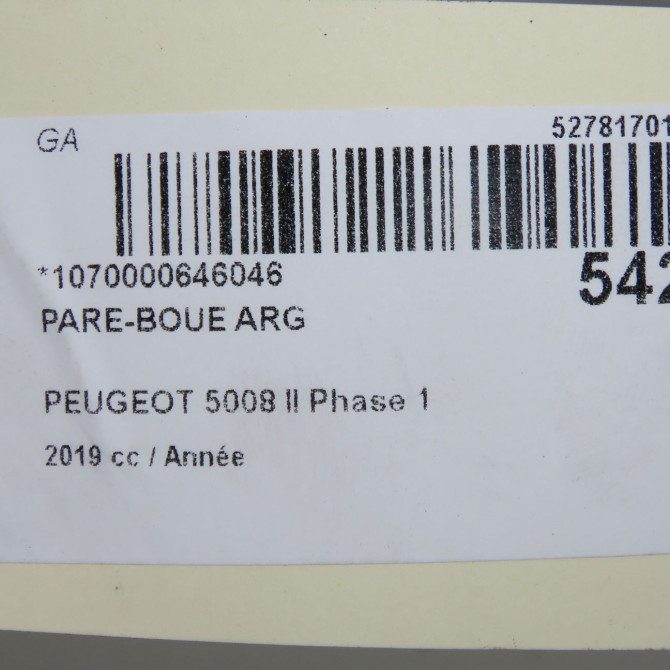 GA
52781701
*1070000646046
542
PARE-BOUE ARG
PEUGEOT 5008 II Phase 1
2019 cc / Année